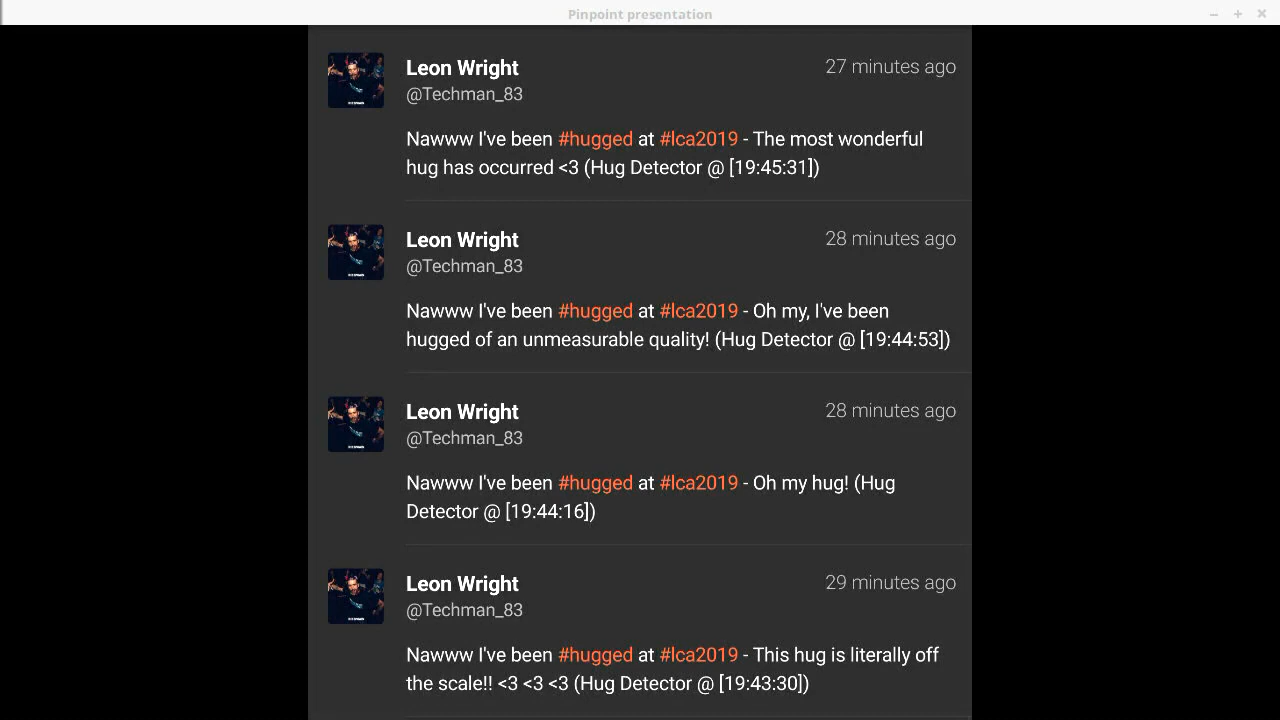 Pinpoint presentation
Leon Wright
27 minutes ago
@Techman_83
Nawww I've been #hugged at #lca2019 - The most wonderful
hug has occurred <3 (Hug Detector @ [19:45:31])
Leon Wright
28 minutes ago
@Techman_83
Nawww I've been #hugged at #lca2019 - Oh my, I've been
hugged of an unmeasurable quality! (Hug Detector @ [19:44:53])
Leon Wright
28 minutes ago
@Techman_83
Nawww I've been #hugged at #lca2019 - Oh my hug! (Hug
Detector @ [19:44:16])
Leon Wright
29 minutes ago
@Techman_83
Nawww I've been #hugged at #lca2019 - This hug is literally off
the scale!! <3 <3 <3 (Hug Detector @ [19:43:30])